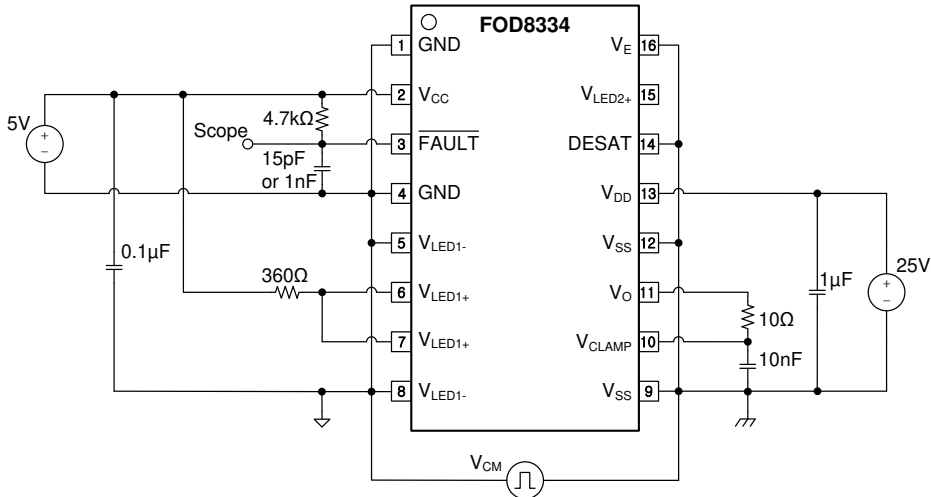 FOD8334
1 GND
2 VCC
3 FAULT
4 GND
5 VLED1-
6 VLED1+
7 VLED1+
8 VLED1-
VE 16
VLED2+ 15
DESAT 14
VDD 13
VSS 12
VO 11
VCLAMP 10
VSS 9
5V
+
−
Scope
4.7kΩ
15pF
or 1nF
0.1µF
360Ω
10Ω
10nF
1µF
25V
+
−
VCM